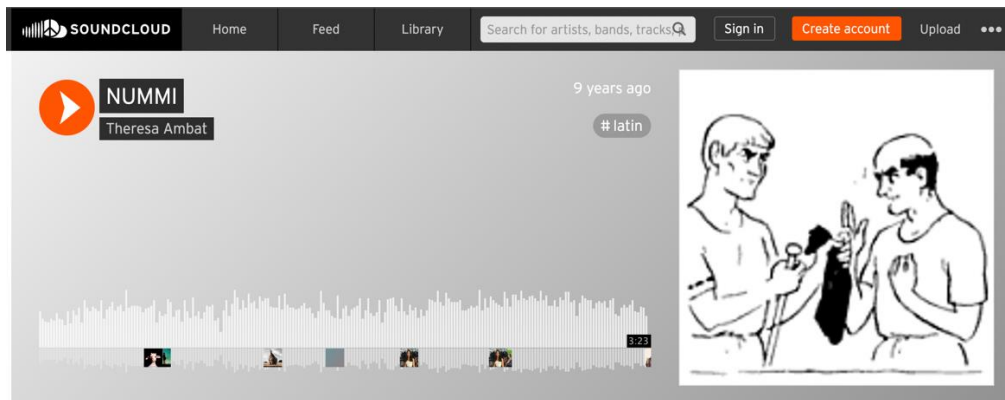 SOUNDCLOUD Home Feed Library Search for artists, bands, tracks, Sign in Create account Upload
NUMMI
Theresa Ambat
9 years ago
# latin
3:23